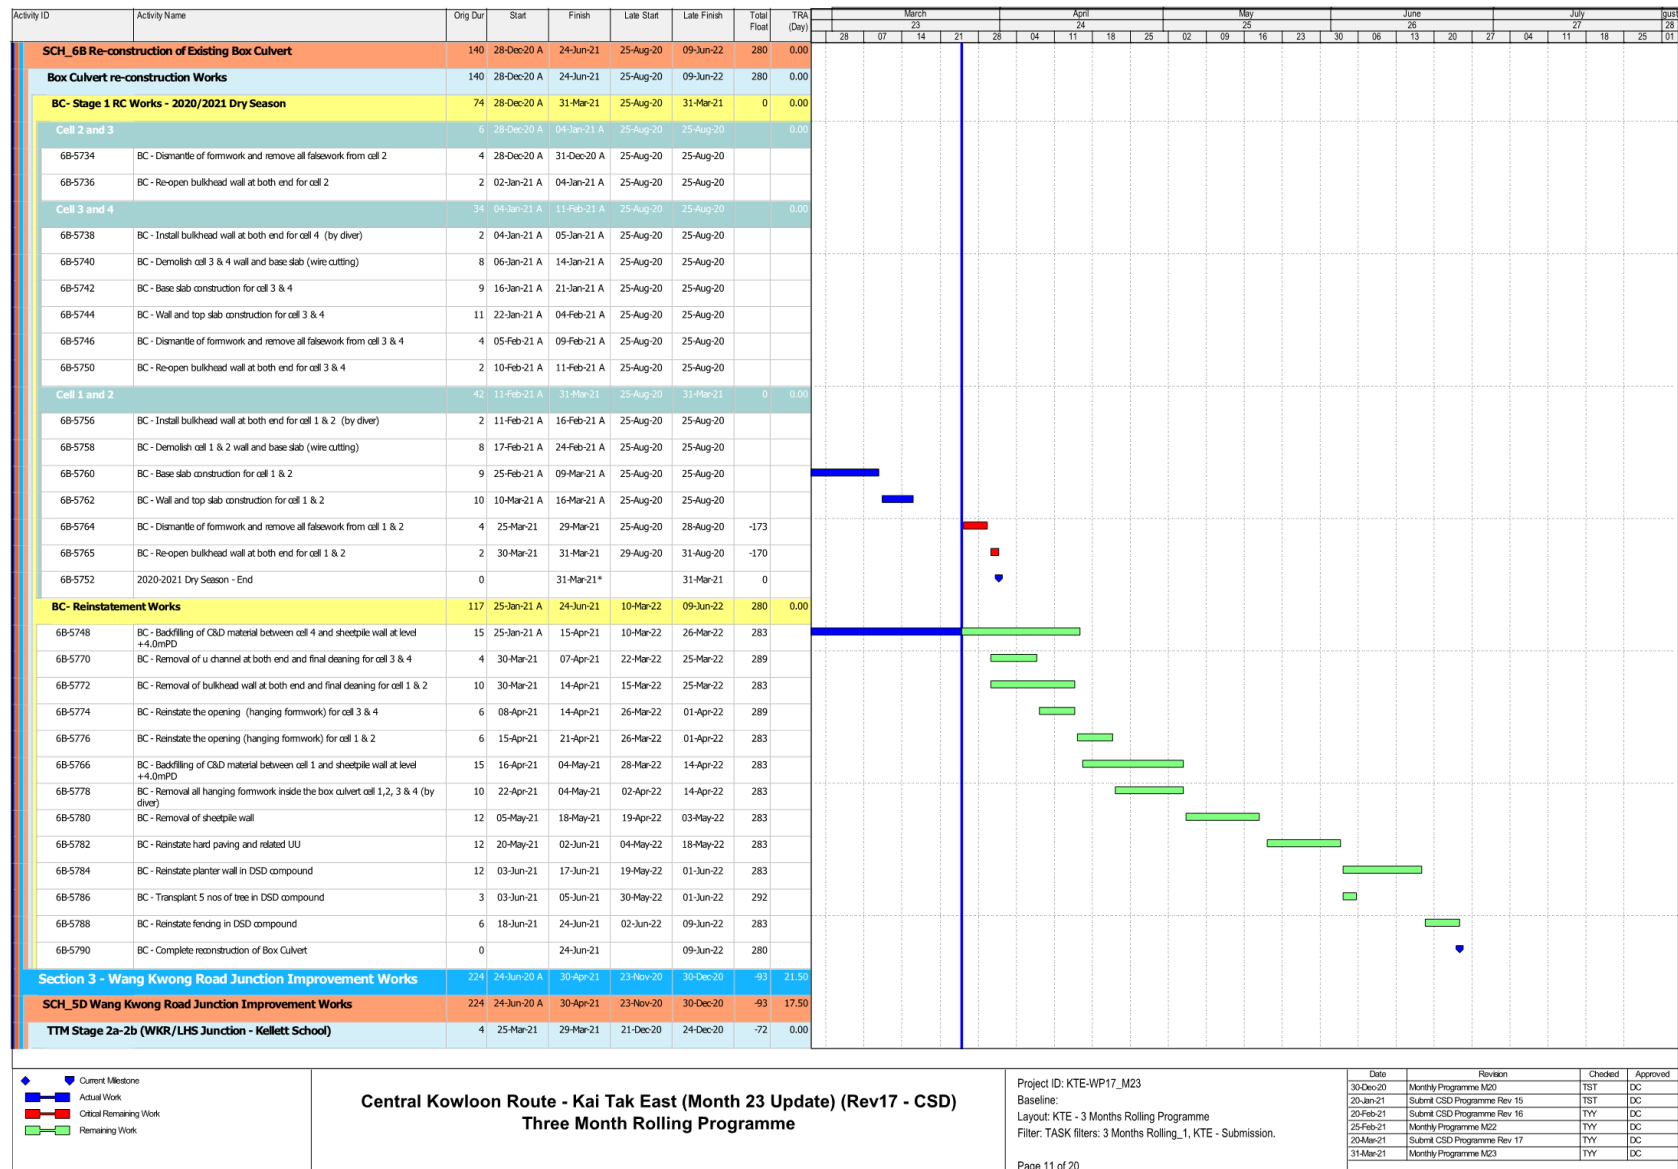 Activity ID Activity Name Orig Dur Start Finish Late Start Late Finish Total Float TRA (Day) March April May June July gust
23 24 25 26 27 28
28 07 14 21 28 04 11 18 25 02 09 16 23 30 06 13 20 27 04 11 18 25 01
SCH_6B Re-construction of Existing Box Culvert 140 28-Dec-20 A 24-Jun-21 25-Aug-20 09-Jun-22 280 0.00
Box Culvert re-construction Works 140 28-Dec-20 A 24-Jun-21 25-Aug-20 09-Jun-22 280 0.00
BC- Stage 1 RC Works - 2020/2021 Dry Season 74 28-Dec-20 A 31-Mar-21 25-Aug-20 31-Mar-21 0 0.00
Cell 2 and 3 6 28-Dec-20 A 04-Jan-21 A 25-Aug-20 25-Aug-20 0.00
6B-5734 BC - Dismantle of formwork and remove all falsework from cell 2 4 28-Dec-20 A 31-Dec-20 A 25-Aug-20 25-Aug-20
6B-5736 BC - Re-open bulkhead wall at both end for cell 2 2 02-Jan-21 A 04-Jan-21 A 25-Aug-20 25-Aug-20
Cell 3 and 4 34 04-Jan-21 A 11-Feb-21 A 25-Aug-20 25-Aug-20 0.00
6B-5738 BC - Install bulkhead wall at both end for cell 4 (by diver) 2 04-Jan-21 A 05-Jan-21 A 25-Aug-20 25-Aug-20
6B-5740 BC - Demolish cell 3 & 4 wall and base slab (wire cutting) 8 06-Jan-21 A 14-Jan-21 A 25-Aug-20 25-Aug-20
6B-5742 BC - Base slab construction for cell 3 & 4 9 16-Jan-21 A 21-Jan-21 A 25-Aug-20 25-Aug-20
6B-5744 BC - Wall and top slab construction for cell 3 & 4 11 22-Jan-21 A 04-Feb-21 A 25-Aug-20 25-Aug-20
6B-5746 BC - Dismantle of formwork and remove all falsework from cell 3 & 4 4 05-Feb-21 A 09-Feb-21 A 25-Aug-20 25-Aug-20
6B-5750 BC - Re-open bulkhead wall at both end for cell 3 & 4 2 10-Feb-21 A 11-Feb-21 A 25-Aug-20 25-Aug-20
Cell 1 and 2 42 11-Feb-21 A 31-Mar-21 25-Aug-20 31-Mar-21 0 0.00
6B-5756 BC - Install bulkhead wall at both end for cell 1 & 2 (by diver) 2 11-Feb-21 A 16-Feb-21 A 25-Aug-20 25-Aug-20
6B-5758 BC - Demolish cell 1 & 2 wall and base slab (wire cutting) 8 17-Feb-21 A 24-Feb-21 A 25-Aug-20 25-Aug-20
6B-5760 BC - Base slab construction for cell 1 & 2 9 25-Feb-21 A 09-Mar-21 A 25-Aug-20 25-Aug-20
6B-5762 BC - Wall and top slab construction for cell 1 & 2 10 10-Mar-21 A 16-Mar-21 A 25-Aug-20 25-Aug-20
6B-5764 BC - Dismantle of formwork and remove all falsework from cell 1 & 2 4 25-Mar-21 29-Mar-21 25-Aug-20 28-Aug-20 -173
6B-5765 BC - Re-open bulkhead wall at both end for cell 1 & 2 2 30-Mar-21 31-Mar-21 29-Aug-20 31-Aug-20 -170
6B-5752 2020-2021 Dry Season - End 0 31-Mar-21* 31-Mar-21 0
BC- Reinstatement Works 117 25-Jan-21 A 24-Jun-21 10-Mar-22 09-Jun-22 280 0.00
6B-5748 BC - Backfilling of C&D material between cell 4 and sheetpile wall at level 15 25-Jan-21 A 15-Apr-21 10-Mar-22 26-Mar-22 283
+4.0mPD
6B-5770 BC - Removal of u channel at both end and final cleaning for cell 3 & 4 4 30-Mar-21 07-Apr-21 22-Mar-22 25-Mar-22 289
6B-5772 BC - Removal of bulkhead wall at both end and final cleaning for cell 1 & 2 10 30-Mar-21 14-Apr-21 15-Mar-22 25-Mar-22 283
6B-5774 BC - Reinstate the opening (hanging formwork) for cell 3 & 4 6 08-Apr-21 14-Apr-21 26-Mar-22 01-Apr-22 289
6B-5776 BC - Reinstate the opening (hanging formwork) for cell 1 & 2 6 15-Apr-21 21-Apr-21 26-Mar-22 01-Apr-22 283
6B-5766 BC - Backfilling of C&D material between cell 1 and sheetpile wall at level 15 16-Apr-21 04-May-21 28-Mar-22 14-Apr-22 283
+4.0mPD
6B-5778 BC - Removal all hanging formwork inside the box culvert cell 1,2, 3 & 4 (by 10 22-Apr-21 04-May-21 02-Apr-22 14-Apr-22 283
diver)
6B-5780 BC - Removal of sheetpile wall 12 05-May-21 18-May-21 19-Apr-22 03-May-22 283
6B-5782 BC - Reinstate hard paving and related UU 12 20-May-21 02-Jun-21 04-May-22 18-May-22 283
6B-5784 BC - Reinstate planter wall in DSD compound 12 03-Jun-21 17-Jun-21 19-May-22 01-Jun-22 283
6B-5786 BC - Transplant 5 nos of tree in DSD compound 3 03-Jun-21 05-Jun-21 30-May-22 01-Jun-22 292
6B-5788 BC - Reinstate fencing in DSD compound 6 18-Jun-21 24-Jun-21 02-Jun-22 09-Jun-22 283
6B-5790 BC - Complete reconstruction of Box Culvert 0 24-Jun-21 09-Jun-22 280
Section 3 - Wang Kwong Road Junction Improvement Works 224 24-Jun-20 A 30-Apr-21 23-Nov-20 30-Dec-20 -93 21.50
SCH_5D Wang Kwong Road Junction Improvement Works 224 24-Jun-20 A 30-Apr-21 23-Nov-20 30-Dec-20 -93 17.50
TTM Stage 2a-2b (WKR/LHS Junction - Kellett School) 4 25-Mar-21 29-Mar-21 21-Dec-20 24-Dec-20 -72 0.00
Current Milestone
Actual Work
Critical Remaining Work
Remaining Work
Central Kowloon Route - Kai Tak East (Month 23 Update) (Rev17 - CSD)
Three Month Rolling Programme
Project ID: KTE-WP17_M23
Baseline:
Layout: KTE - 3 Months Rolling Programme
Filter: TASK filters: 3 Months Rolling_1, KTE - Submission.
Page 11 of 20
Date Revision Checked Approved
30-Dec-20 Monthly Programme M20 TST DC
20-Jan-21 Submit CSD Programme Rev 15 TST DC
20-Feb-21 Submit CSD Programme Rev 16 TYY DC
25-Feb-21 Monthly Programme M22 TYY DC
20-Mar-21 Submit CSD Programme Rev 17 TYY DC
31-Mar-21 Monthly Programme M23 TYY DC